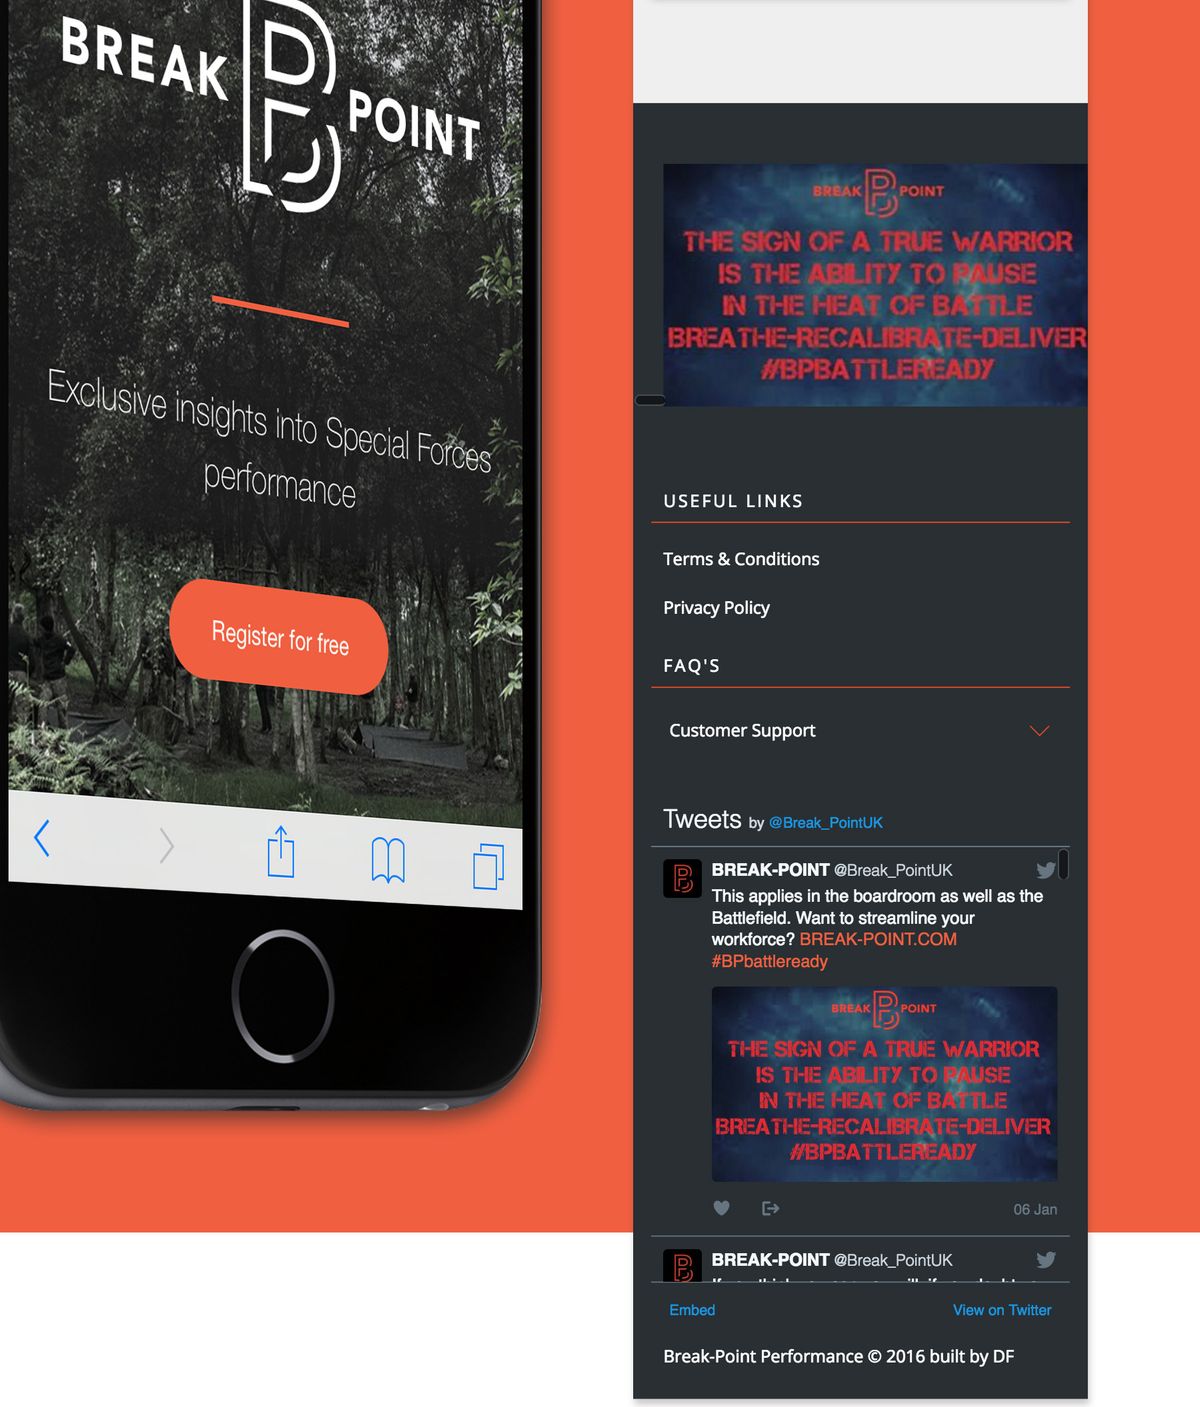 BREAK POINT
Exclusive insights into Special Forces
performance
Register for free
BREAK POINT
THE SIGN OF A TRUE WARRIOR
IS THE ABILITY TO PAUSE
IN THE HEAT OF BATTLE
BREATHE-RECALIBRATE-DELIVER
#BPBATTLEREADY
USEFUL LINKS
Terms & Conditions
Privacy Policy
FAQ'S
Customer Support
Tweets by @Break_PointUK
BREAK-POINT @Break_PointUK
This applies in the boardroom as well as the
Battlefield. Want to streamline your
workforce? BREAK-POINT.COM
#BPbattleready
BREAK POINT
THE SIGN OF A TRUE WARRIOR
IS THE ABILITY TO PAUSE
IN THE HEAT OF BATTLE
BREATHE-RECALIBRATE-DELIVER
#BPBATTLEREADY
06 Jan
BREAK-POINT @Break_PointUK
Embed View on Twitter
Break-Point Performance © 2016 built by DF